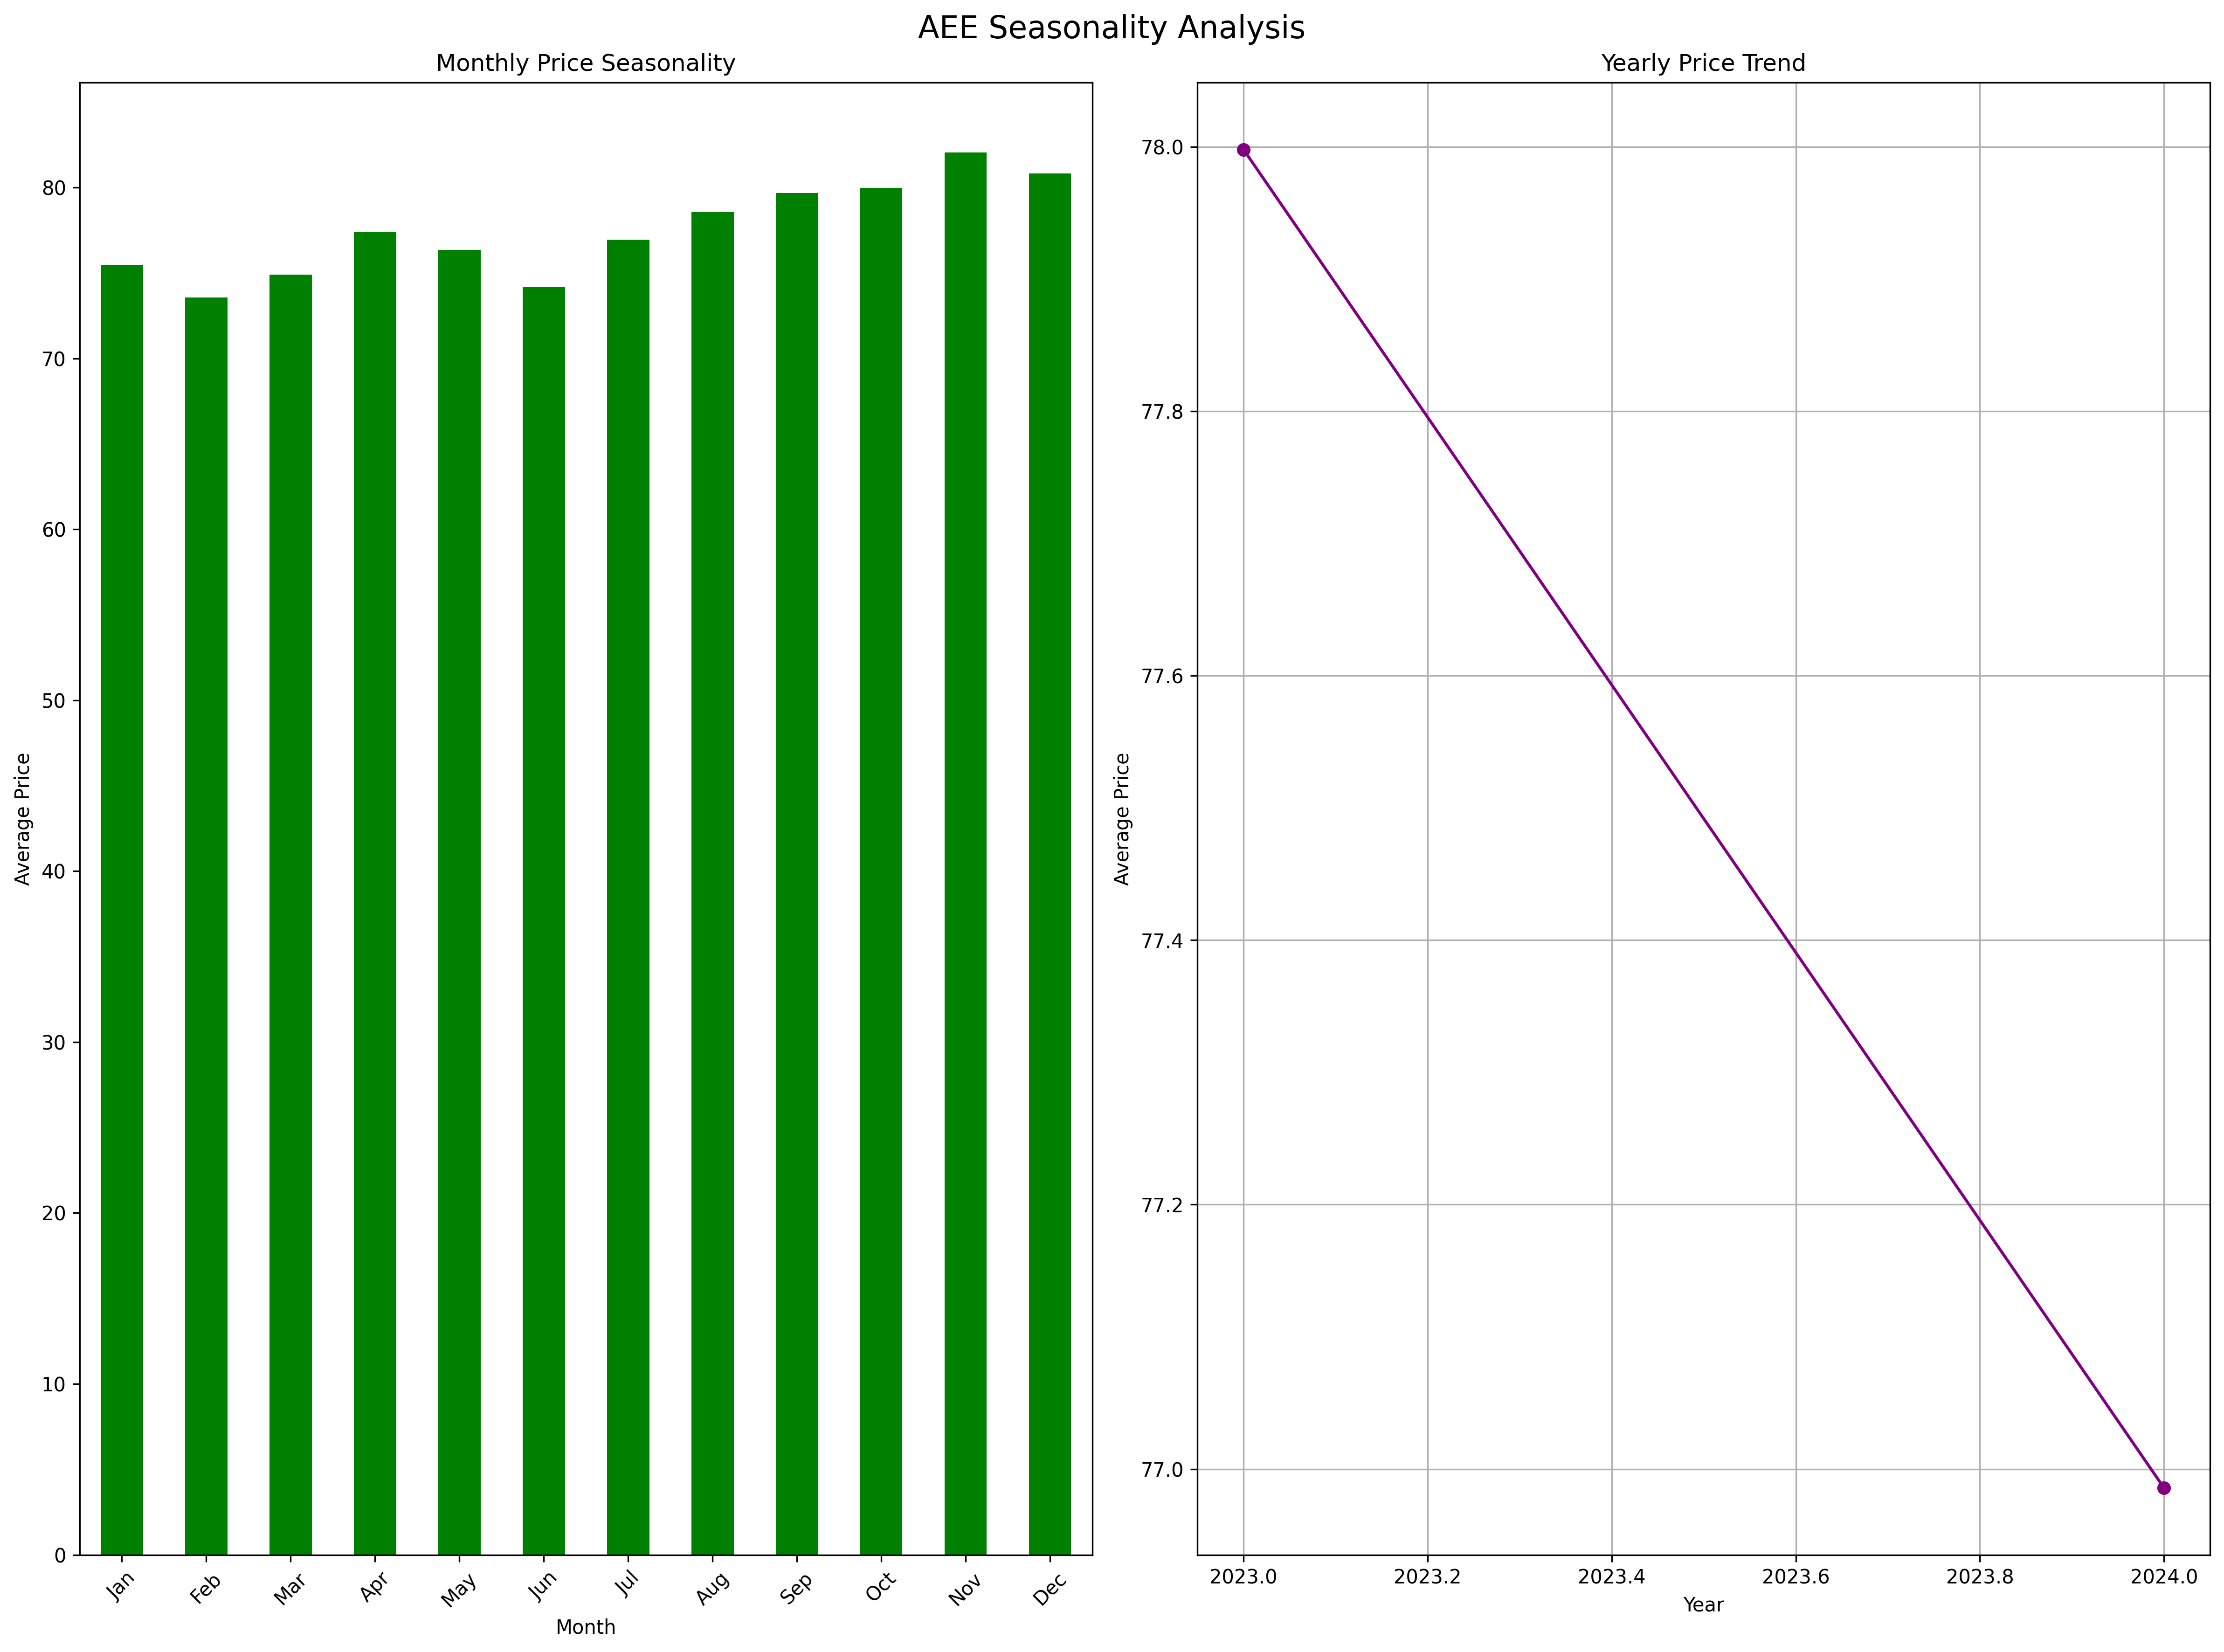 AEE Seasonality Analysis
Monthly Price Seasonality
Average Price
80
70
60
50
40
30
20
10
0
Jan
Feb
Mar
Apr
May
Jun
Jul
Aug
Sep
Oct
Nov
Dec
Month
Yearly Price Trend
Average Price
78.0
77.8
77.6
77.4
77.2
77.0
2023.0
2023.2
2023.4
2023.6
2023.8
2024.0
Year